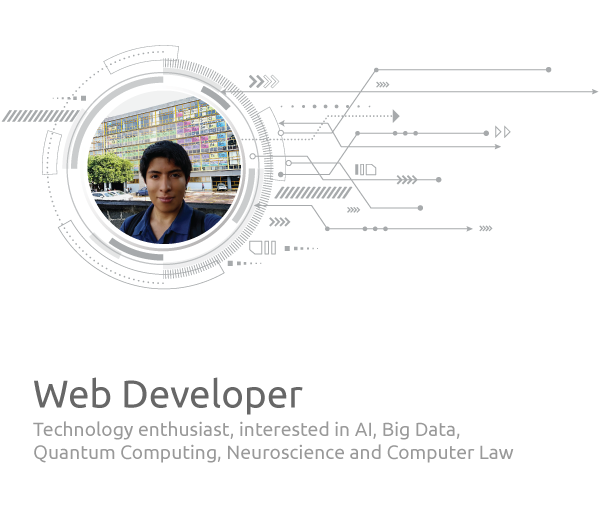 Web Developer
Technology enthusiast, interested in AI, Big Data,
Quantum Computing, Neuroscience and Computer Law